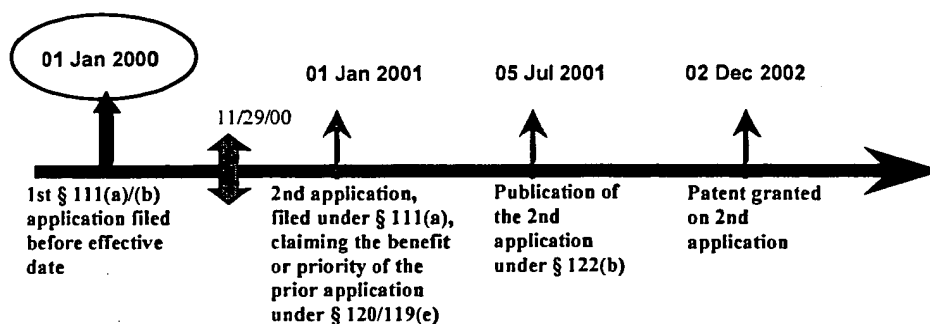 01 Jan 2000
01 Jan 2001
05 Jul 2001
02 Dec 2002
11/29/00
1st § 111(a)/(b)
application filed
before effective
date
2nd application,
filed under § 111(a),
claiming the benefit
or priority of the
prior application
under § 120/119(e)
Publication of
the 2nd
application
under § 122(b)
Patent granted
on 2nd
application